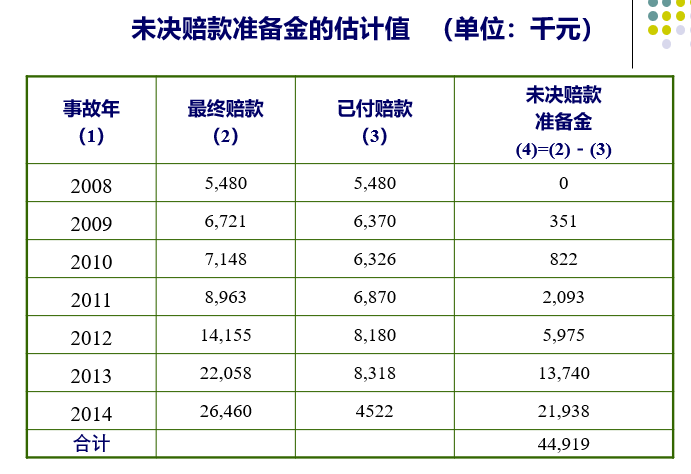 未决赔款准备金的估计值 （单位：千元）
事故年 最终赔款 已付赔款 未决赔款
准备金
（1） （2） （3） (4)=(2) - (3)
2008 5,480 5,480 0
2009 6,721 6,370 351
2010 7,148 6,326 822
2011 8,963 6,870 2,093
2012 14,155 8,180 5,975
2013 22,058 8,318 13,740
2014 26,460 4522 21,938
合计 44,919